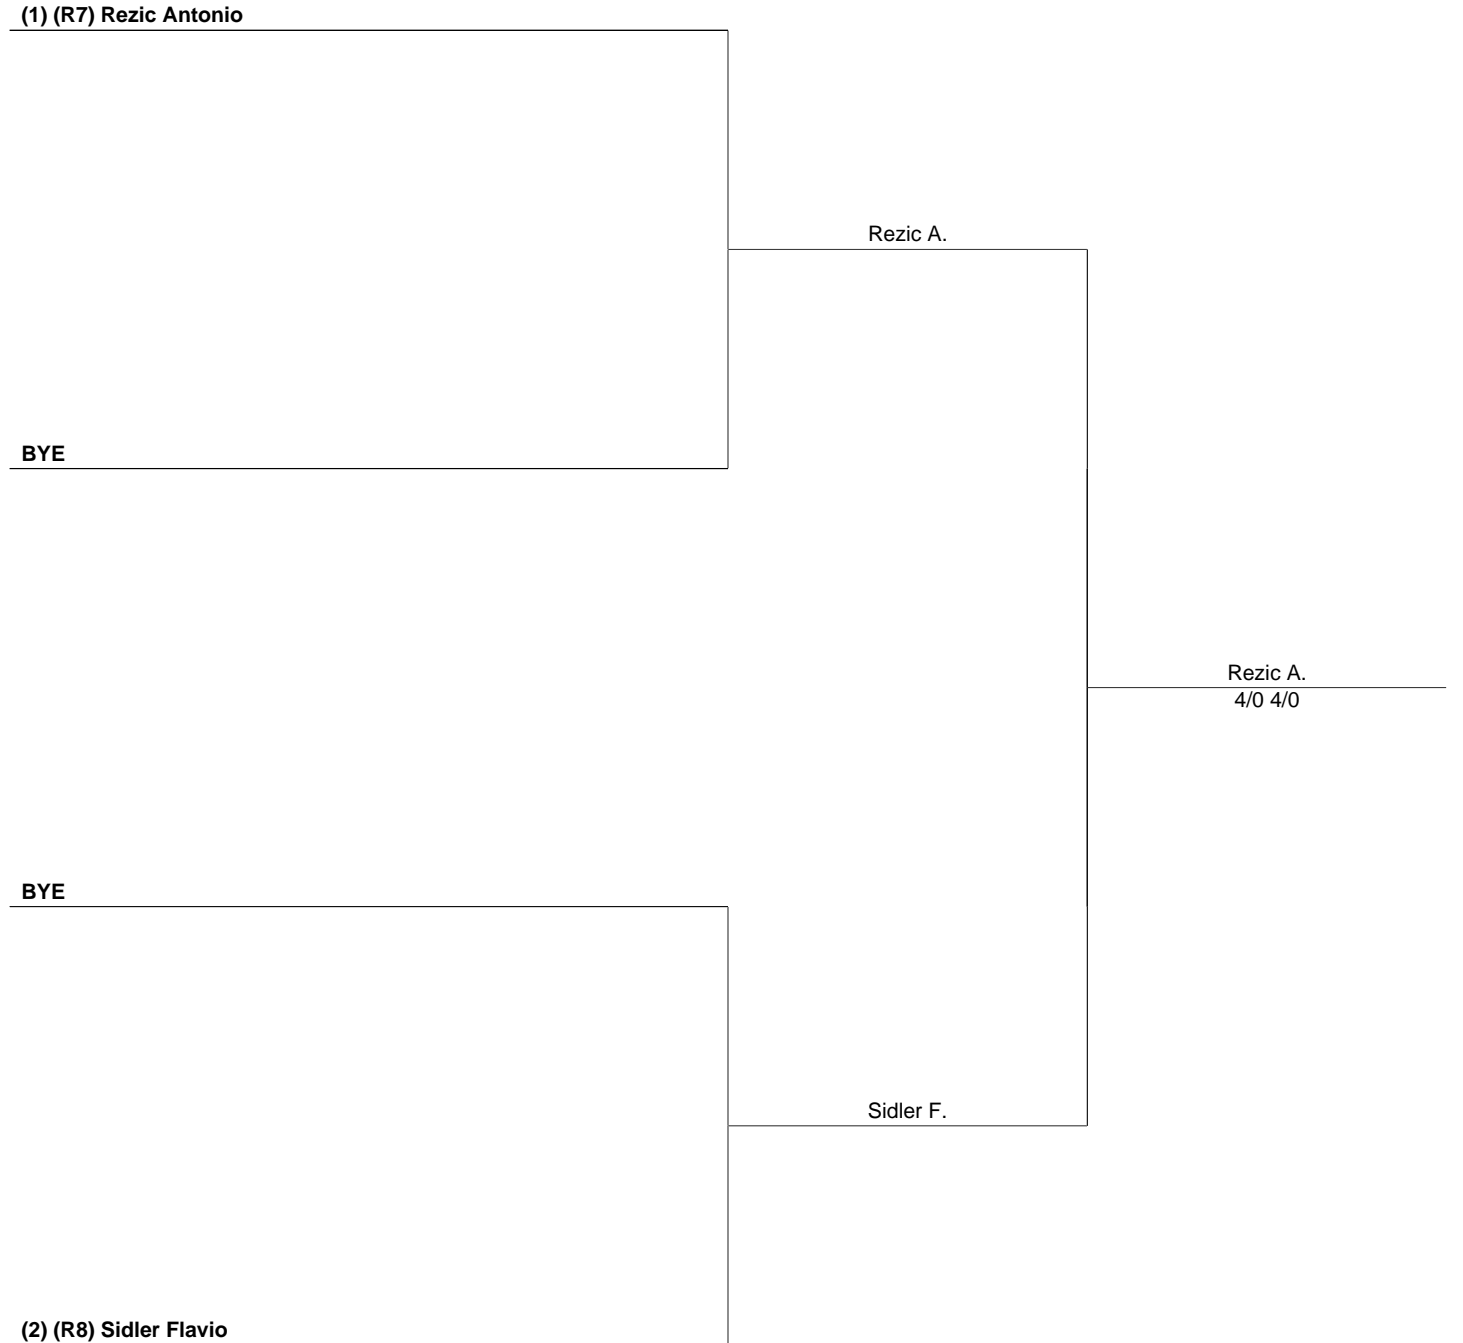 (1) (R7) Rezic Antonio
Rezic A.
BYE
Rezic A.
4/0 4/0
BYE
Sidler F.
(2) (R8) Sidler Flavio